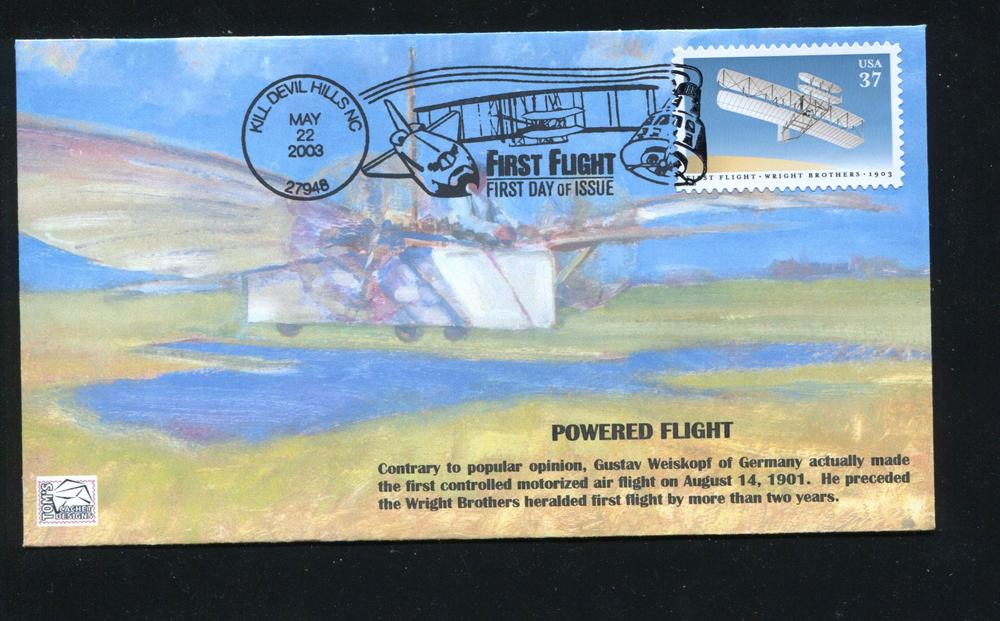 KILL DEVIL HILLS NC
MAY
22
2003
27948
FIRST FLIGHT
FIRST DAY OF ISSUE
USA
37
FIRST FLIGHT · WRIGHT BROTHERS · 1903
POWERED FLIGHT
Contrary to popular opinion, Gustav Weiskopf of Germany actually made
the first controlled motorized air flight on August 14, 1901. He preceded
the Wright Brothers heralded first flight by more than two years.
TOM'S
CACHET
DESIGNS